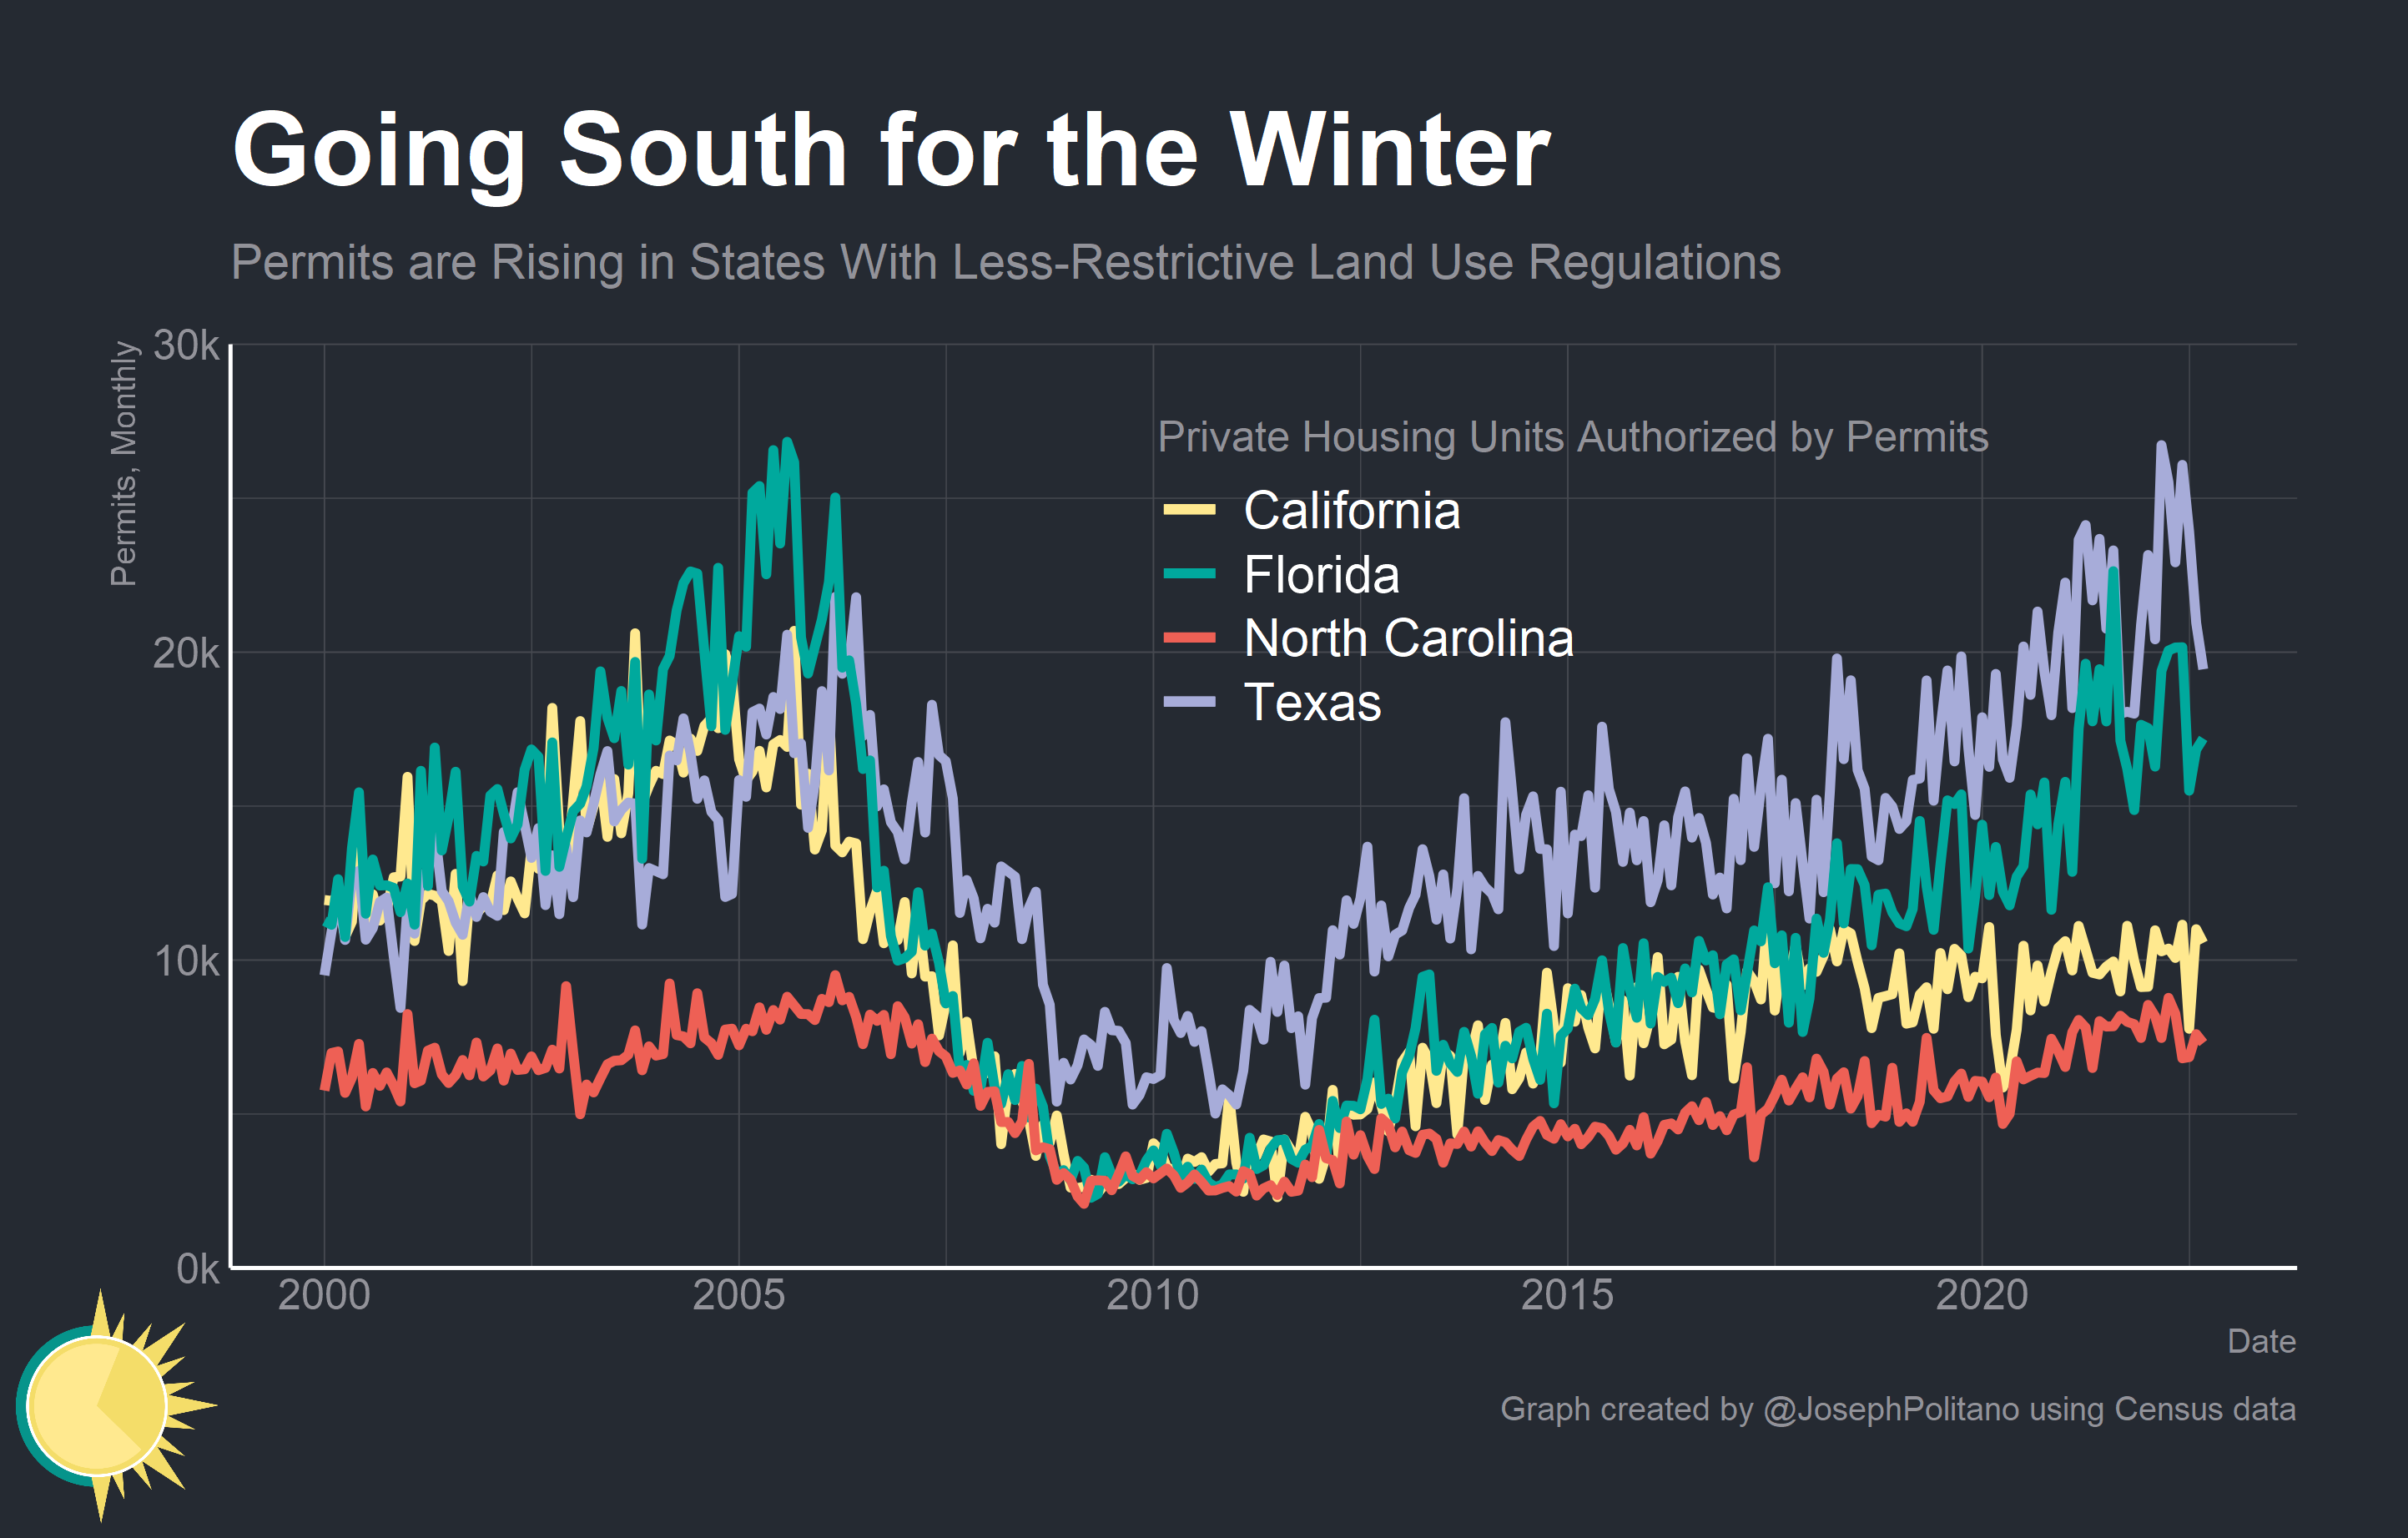 Going South for the Winter
Permits are Rising in States With Less-Restrictive Land Use Regulations
Permits, Monthly
30k
20k
10k
0k
Private Housing Units Authorized by Permits
California
Florida
North Carolina
Texas
2000 2005 2010 2015 2020
Date
Graph created by @JosephPolitano using Census data